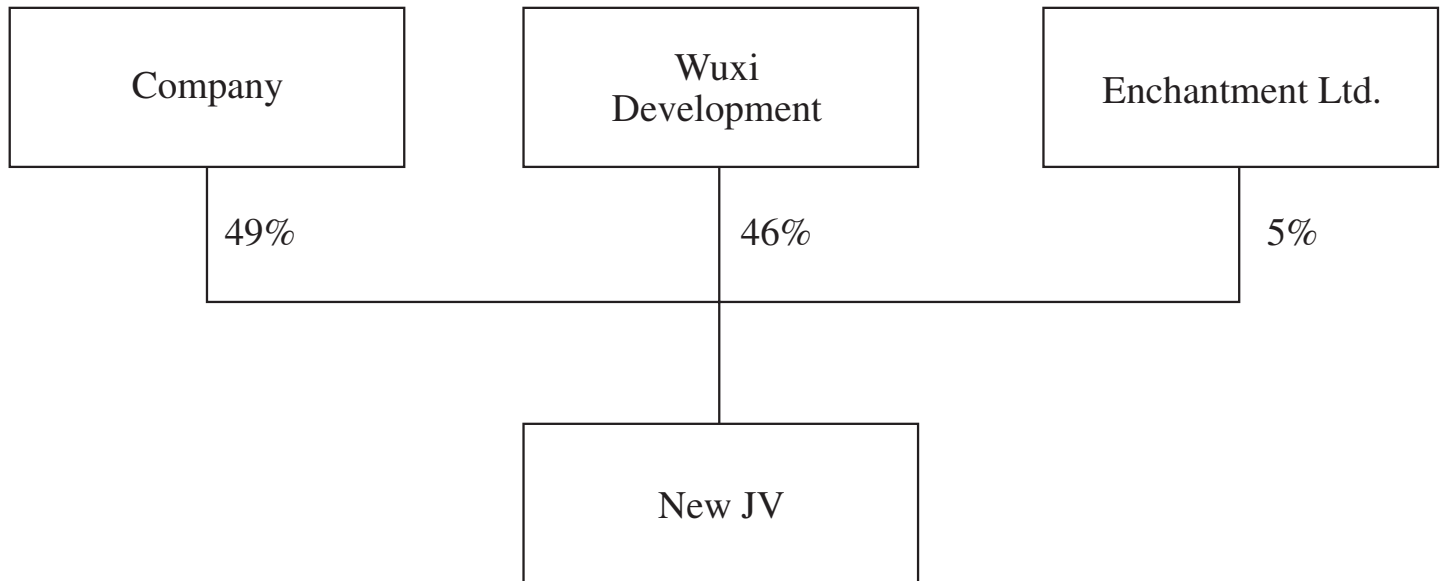 Company
Wuxi
Development
Enchantment Ltd.
49%
46%
5%
New JV